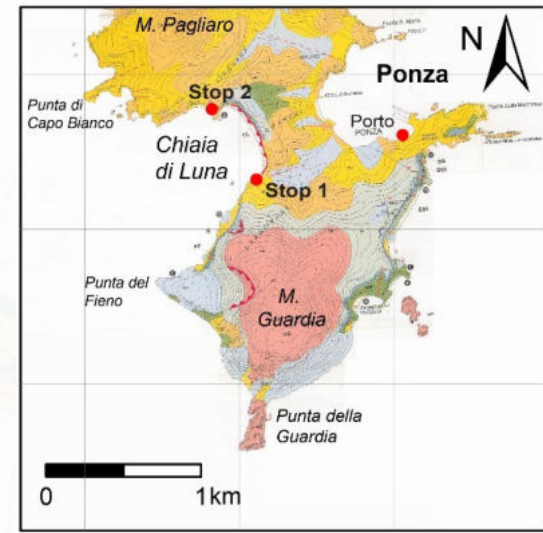 M. Pagliaro
N
Ponza
Stop 2
Punta di
Capo Bianco
Porto
PONZA
Chiaia
di Luna
Stop 1
Punta del
Fieno
M.
Guardia
Punta della
Guardia
0 1km